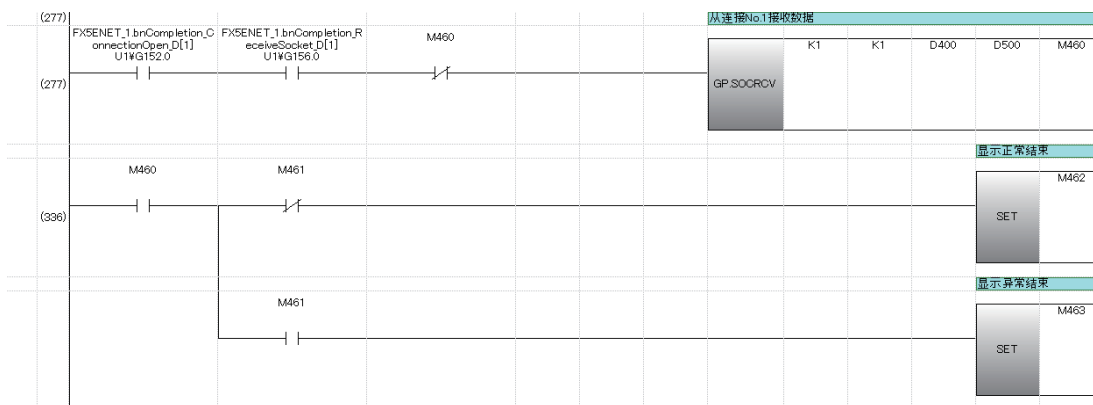 (277)
从连接No.1接收数据
FX5ENET_1.bnCompletion_C
onnectionOpen_D[1]
U1¥G152.0
FX5ENET_1.bnCompletion_R
eceiveSocket_D[1]
U1¥G156.0
M460
(277)
GP.SOCRCV
K1
K1
D400
D500
M460
显示正常结束
(336)
M460
M461
SET
M462
显示异常结束
M461
SET
M463